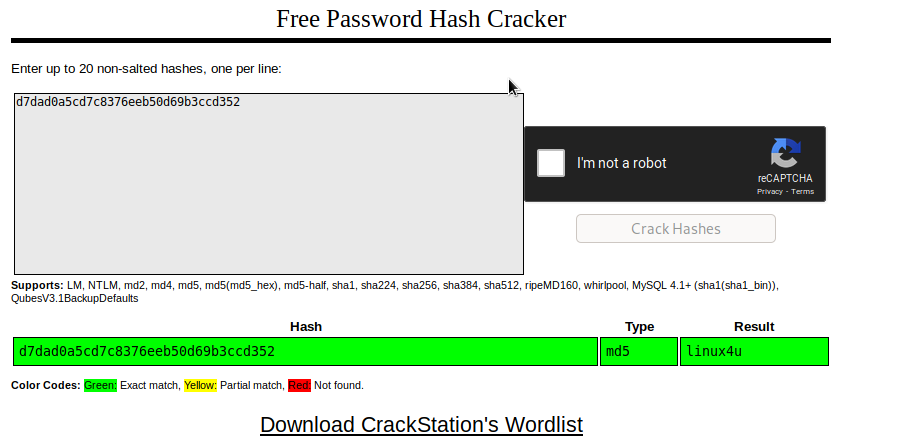 Free Password Hash Cracker
Enter up to 20 non-salted hashes, one per line:
d7dad0a5cd7c8376eeb50d69b3ccd352
I'm not a robot
reCAPTCHA
Privacy - Terms
Crack Hashes
Supports: LM, NTLM, md2, md4, md5, md5(md5_hex), md5-half, sha1, sha224, sha256, sha384, sha512, ripeMD160, whirlpool, MySQL 4.1+ (sha1(sha1_bin)),
QubesV3.1BackupDefaults
Hash Type Result
d7dad0a5cd7c8376eeb50d69b3ccd352 md5 linux4u
Color Codes: Green: Exact match, Yellow: Partial match, Red: Not found.
Download CrackStation's Wordlist